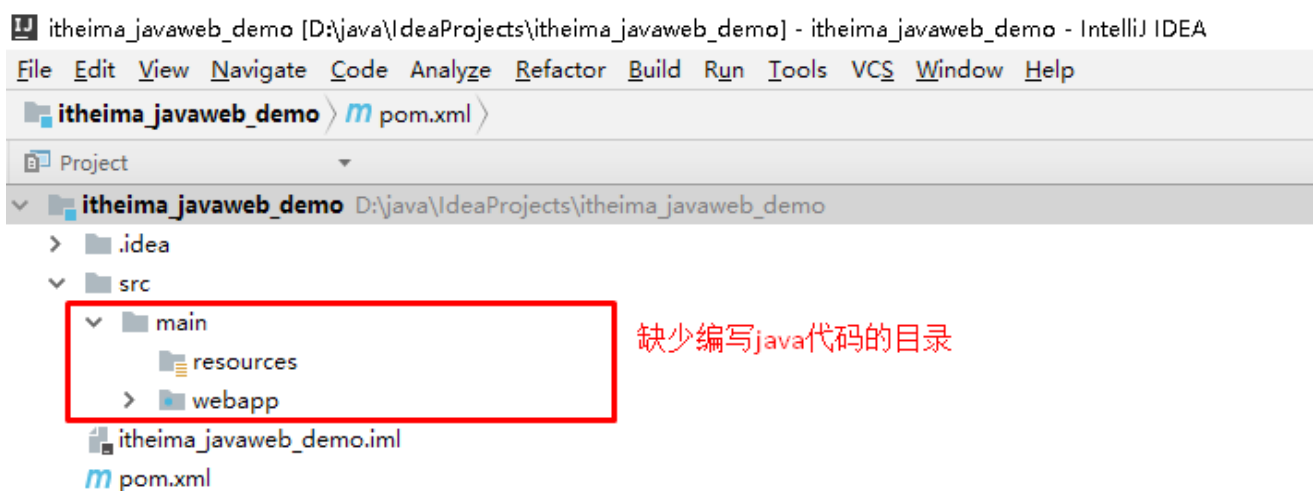 itheima_javaweb_demo [D:\java\IdeaProjects\itheima_javaweb_demo] - itheima_javaweb_demo - IntelliJ IDEA
File Edit View Navigate Code Analyze Refactor Build Run Tools VCS Window Help
itheima_javaweb_demo pom.xml
Project
itheima_javaweb_demo D:\java\IdeaProjects\itheima_javaweb_demo
.idea
src
main
缺少编写java代码的目录
resources
webapp
itheima_javaweb_demo.iml
pom.xml